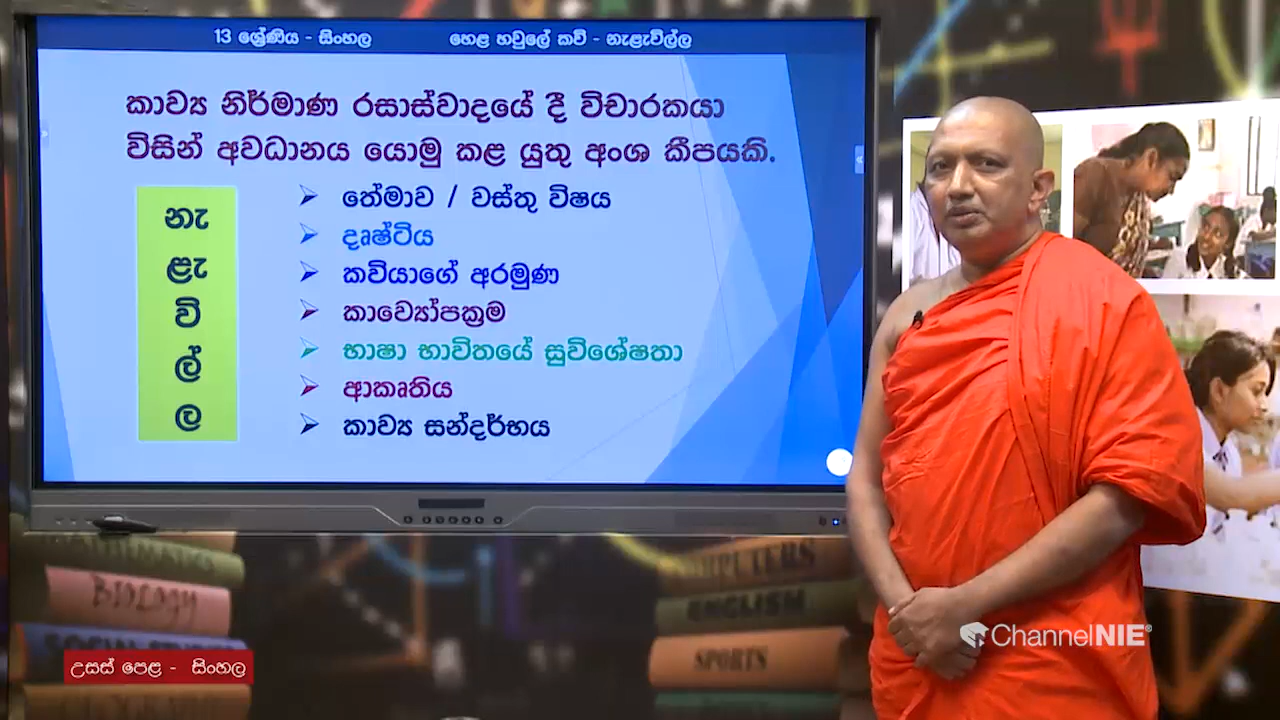 13 ශ්‍රේණිය - සිංහල
හෙළ හවුලේ කවි - නැළැවිල්ල
කාව්‍ය නිර්මාණ රසාස්වාදයේ දී විචාරකයා
විසින් අවධානය යොමු කළ යුතු අංශ කීපයකි.
නැ
ළැ
වි
ල්
ල
තේමාව / වස්තු විෂය
දෘෂ්ටිය
කවියාගේ අරමුණ
කාව්‍යෝපක්‍රම
භාෂා භාවිතයේ සුවිශේෂතා
ආකෘතිය
කාව්‍ය සන්දර්භය
MATHEMATICS
BIOLOGY
COMPUTERS
ENGLISH
SPORTS
උසස් පෙළ - සිංහල
ChannelNIE®